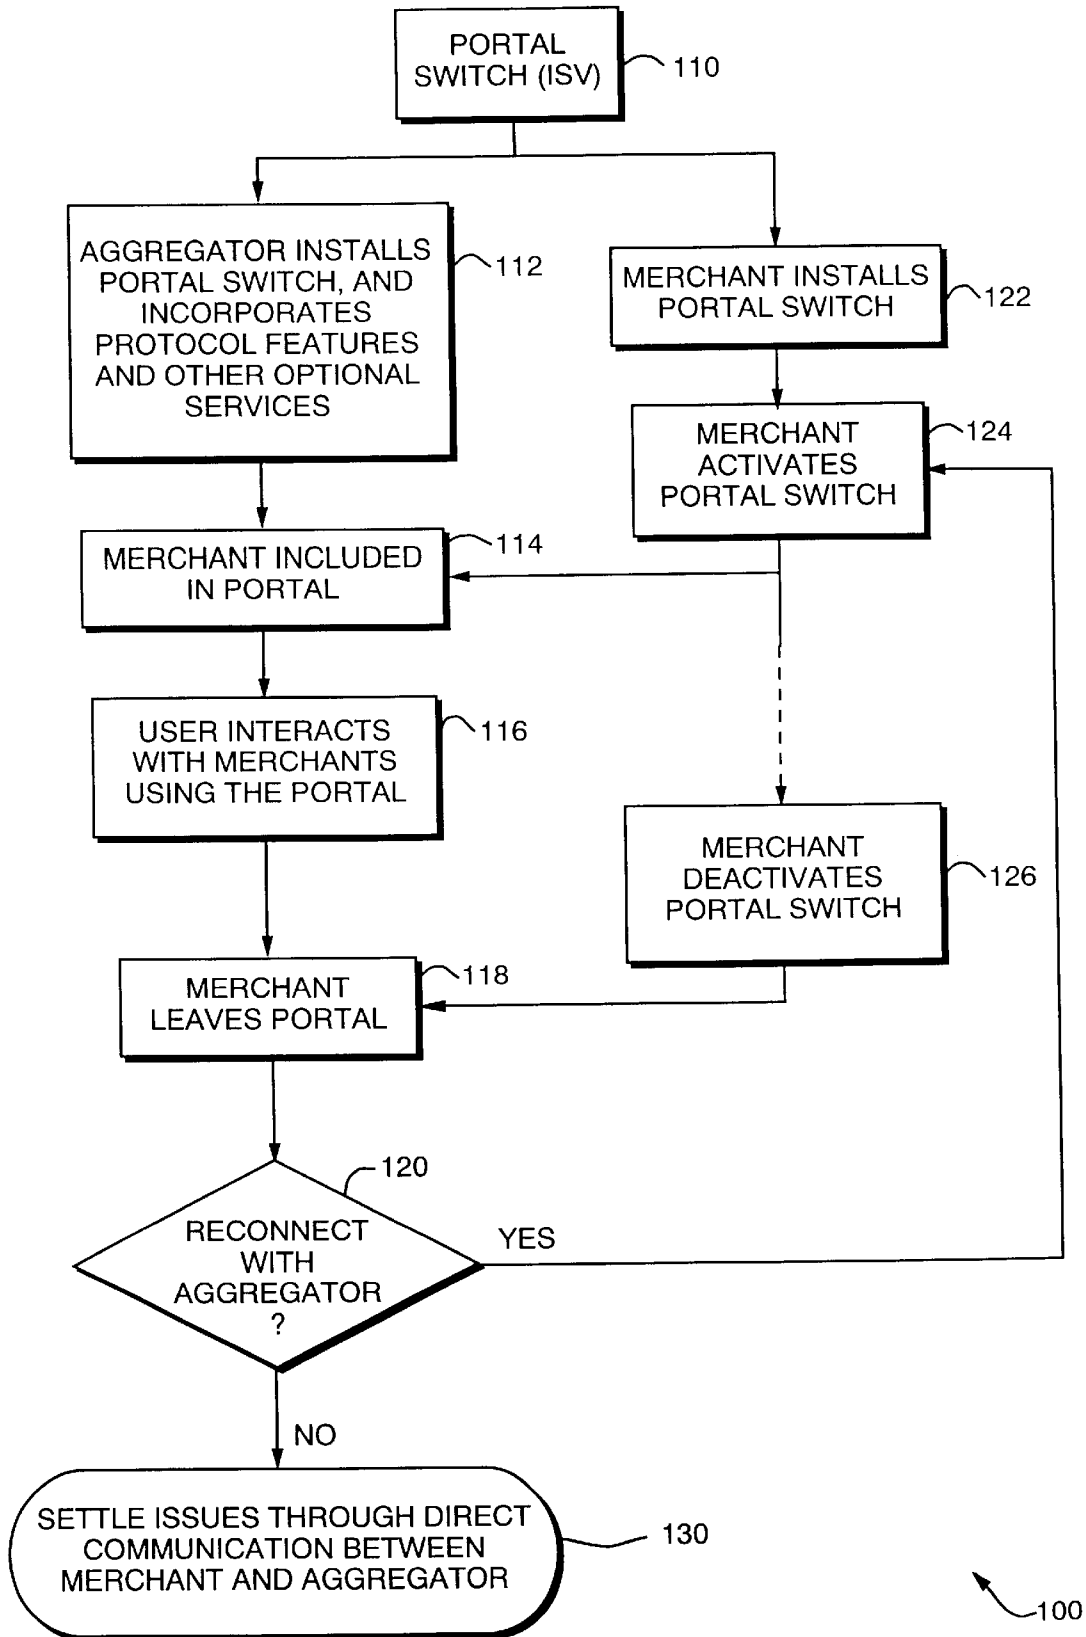 PORTAL
SWITCH (ISV)
110
AGGREGATOR INSTALLS
PORTAL SWITCH, AND
INCORPORATES
PROTOCOL FEATURES
AND OTHER OPTIONAL
SERVICES
112
MERCHANT INSTALLS
PORTAL SWITCH
122
MERCHANT
ACTIVATES
PORTAL SWITCH
124
MERCHANT INCLUDED
IN PORTAL
114
USER INTERACTS
WITH MERCHANTS
USING THE PORTAL
116
MERCHANT
DEACTIVATES
PORTAL SWITCH
126
MERCHANT
LEAVES PORTAL
118
RECONNECT
WITH
AGGREGATOR
?
120
YES
NO
SETTLE ISSUES THROUGH DIRECT
COMMUNICATION BETWEEN
MERCHANT AND AGGREGATOR
130
100